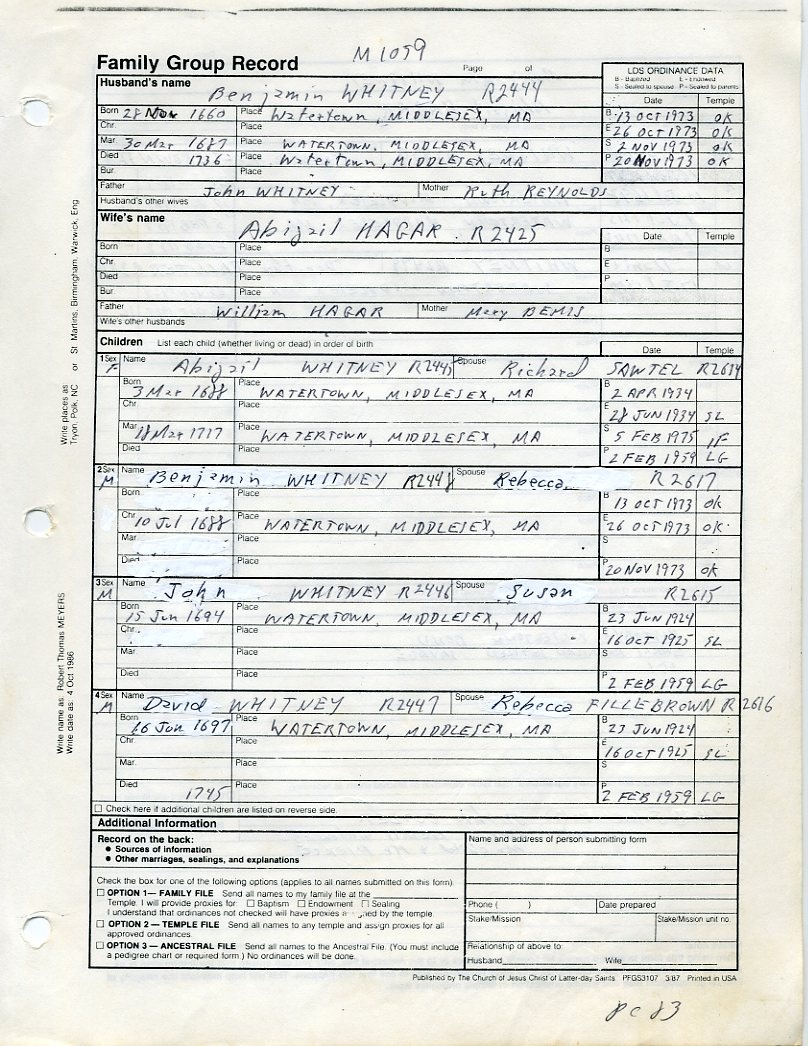 M1059
Family Group Record
Page of
LDS ORDINANCE DATA
B - Baptized E - Endowed
S - Sealed to spouse P - Sealed to parents
Husband's name Benjamin WHITNEY R2444
Date Temple
Born 28 Nov 1660 Place Watertown, MIDDLESEX, MA B 13 OCT 1973 OK
Chr. Place E 26 OCT 1973 OK
Mar. 30 Mar 1687 Place WATERTOWN, MIDDLESEX, MA S 2 NOV 1973 OK
Died 1736 Place Watertown, MIDDLESEX, MA P 20 NOV 1973 OK
Bur. Place
Father John WHITNEY Mother Ruth REYNOLDS
Husband's other wives
Wife's name Abigail HAGAR R2425
Date Temple
Born Place B
Chr. Place E
Died Place P
Bur. Place
Father William HAGAR Mother Mary BEMIS
Wife's other husbands
Children List each child (whether living or dead) in order of birth
Date Temple
1 Sex F Name Abigail WHITNEY R2445 Spouse Richard SAWTEL R2614
Born 3 Mar 1688 Place WATERTOWN, MIDDLESEX, MA B 2 APR 1934
Chr. Place E 28 JUN 1934 SL
Mar. 18 Mar 1717 Place WATERTOWN, MIDDLESEX, MA S 5 FEB 1975 IF
Died Place P 2 FEB 1959 LG
2 Sex M Name Benjamin WHITNEY Spouse Rebecca R2617
Born Place B 13 OCT 1973 OK
Chr. 10 Jul 1688 Place WATERTOWN, MIDDLESEX, MA E 26 OCT 1973 OK
Mar. Place S
Died Place P 20 NOV 1973 OK
3 Sex M Name John WHITNEY R2446 Spouse Susan R2615
Born 15 Jun 1694 Place WATERTOWN, MIDDLESEX, MA B 23 JUN 1924
Chr. Place E 16 OCT 1925 SL
Mar. Place S
Died Place P 2 FEB 1959 LG
4 Sex M Name David WHITNEY R2447 Spouse Rebecca FILLEBROWN R2616
Born 16 Jun 1697 Place WATERTOWN, MIDDLESEX, MA B 23 JUN 1924
Chr. Place E 16 OCT 1925 SL
Mar. Place S
Died 1745 Place P 2 FEB 1959 LG
☐ Check here if additional children are listed on reverse side.
Additional Information
Record on the back:
● Sources of information
● Other marriages, sealings, and explanations
Name and address of person submitting form
Check the box for one of the following options (applies to all names submitted on this form).
☐ OPTION 1— FAMILY FILE Send all names to my family file at the
Temple. I will provide proxies for: ☐ Baptism ☐ Endowment ☐ Sealing
I understand that ordinances not checked will have proxies by the temple
☐ OPTION 2 — TEMPLE FILE Send all names to any temple and assign proxies for all
approved ordinances.
☐ OPTION 3 — ANCESTRAL FILE Send all names to the Ancestral File. (You must include
a pedigree chart or required form.) No ordinances will be done.
Phone ( ) Date prepared
Stake/Mission Stake/Mission unit no.
Relationship of above to:
Husband Wife
Published by The Church of Jesus Christ of Latter-day Saints PFGS3107 3/87 Printed in USA
pc 83
Write places as
Tryon, Polk, NC or St Martins, Birmingham, Warwick, Eng
Write name as Robert Thomas MEYERS
Write date as 4 Oct 1986